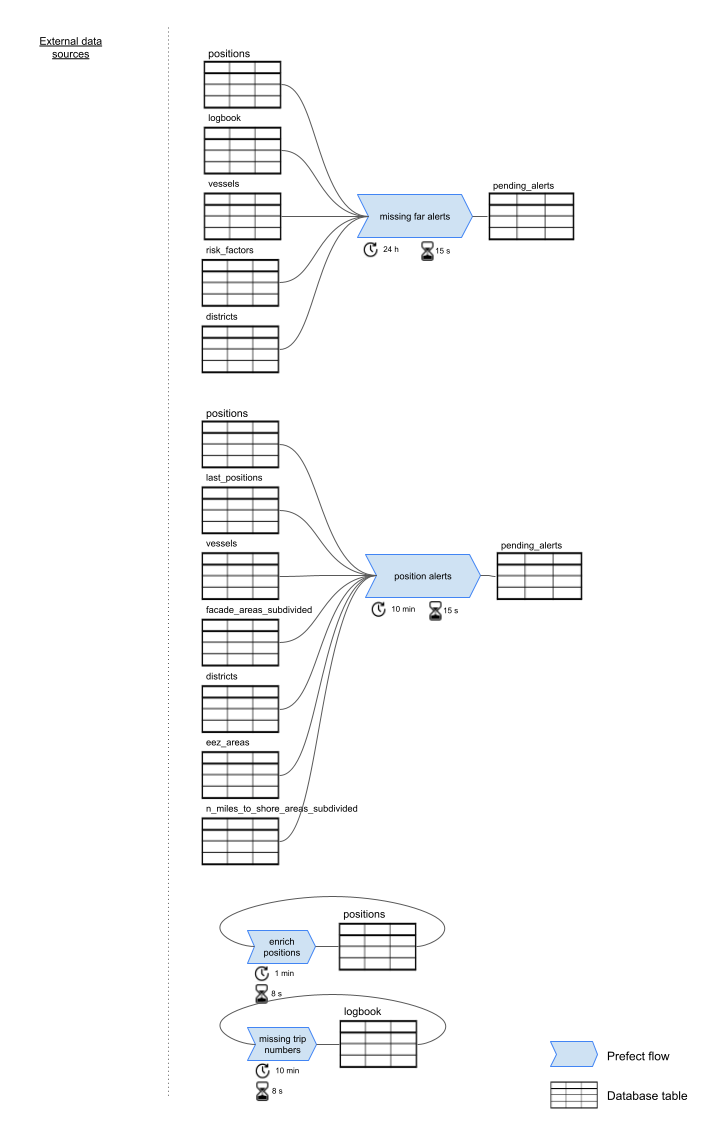 External data
sources
positions
logbook
vessels
risk_factors
districts
missing far alerts
24 h
15 s
pending_alerts
positions
last_positions
vessels
facade_areas_subdivided
districts
eez_areas
n_miles_to_shore_areas_subdivided
position alerts
10 min
15 s
pending_alerts
enrich
positions
1 min
8 s
positions
missing trip
numbers
10 min
8 s
logbook
Prefect flow
Database table